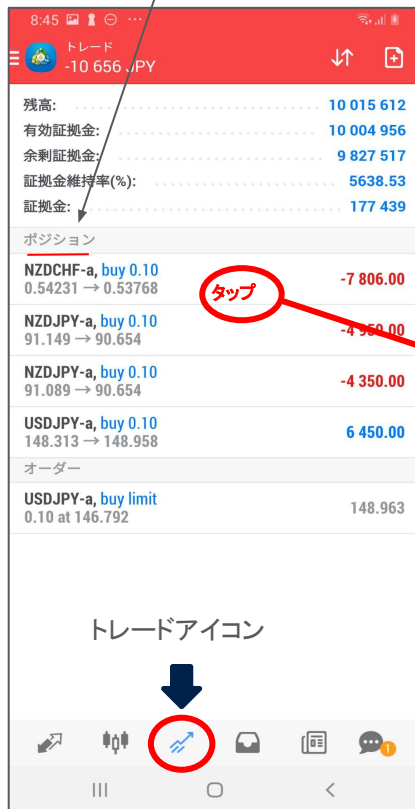 8:45
トレード
-10 656 JPY
残高: 10 015 612
有効証拠金: 10 004 956
余剰証拠金: 9 827 517
証拠金維持率(%): 5638.53
証拠金: 177 439
ポジション
NZDCHF-a, buy 0.10
0.54231 → 0.53768
-7 806.00
タップ
NZDJPY-a, buy 0.10
91.149 → 90.654
-4 950.00
NZDJPY-a, buy 0.10
91.089 → 90.654
-4 350.00
USDJPY-a, buy 0.10
148.313 → 148.958
6 450.00
オーダー
USDJPY-a, buy limit
0.10 at 146.792
148.963
トレードアイコン
1